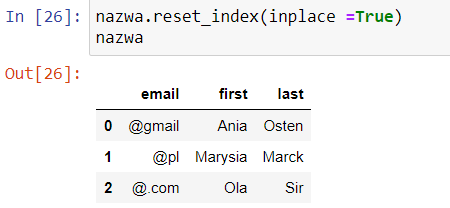 In [26]: nazwa.reset_index(inplace =True)
nazwa
Out[26]:
email first last
0 @gmail Ania Osten
1 @pl Marysia Marck
2 @.com Ola Sir